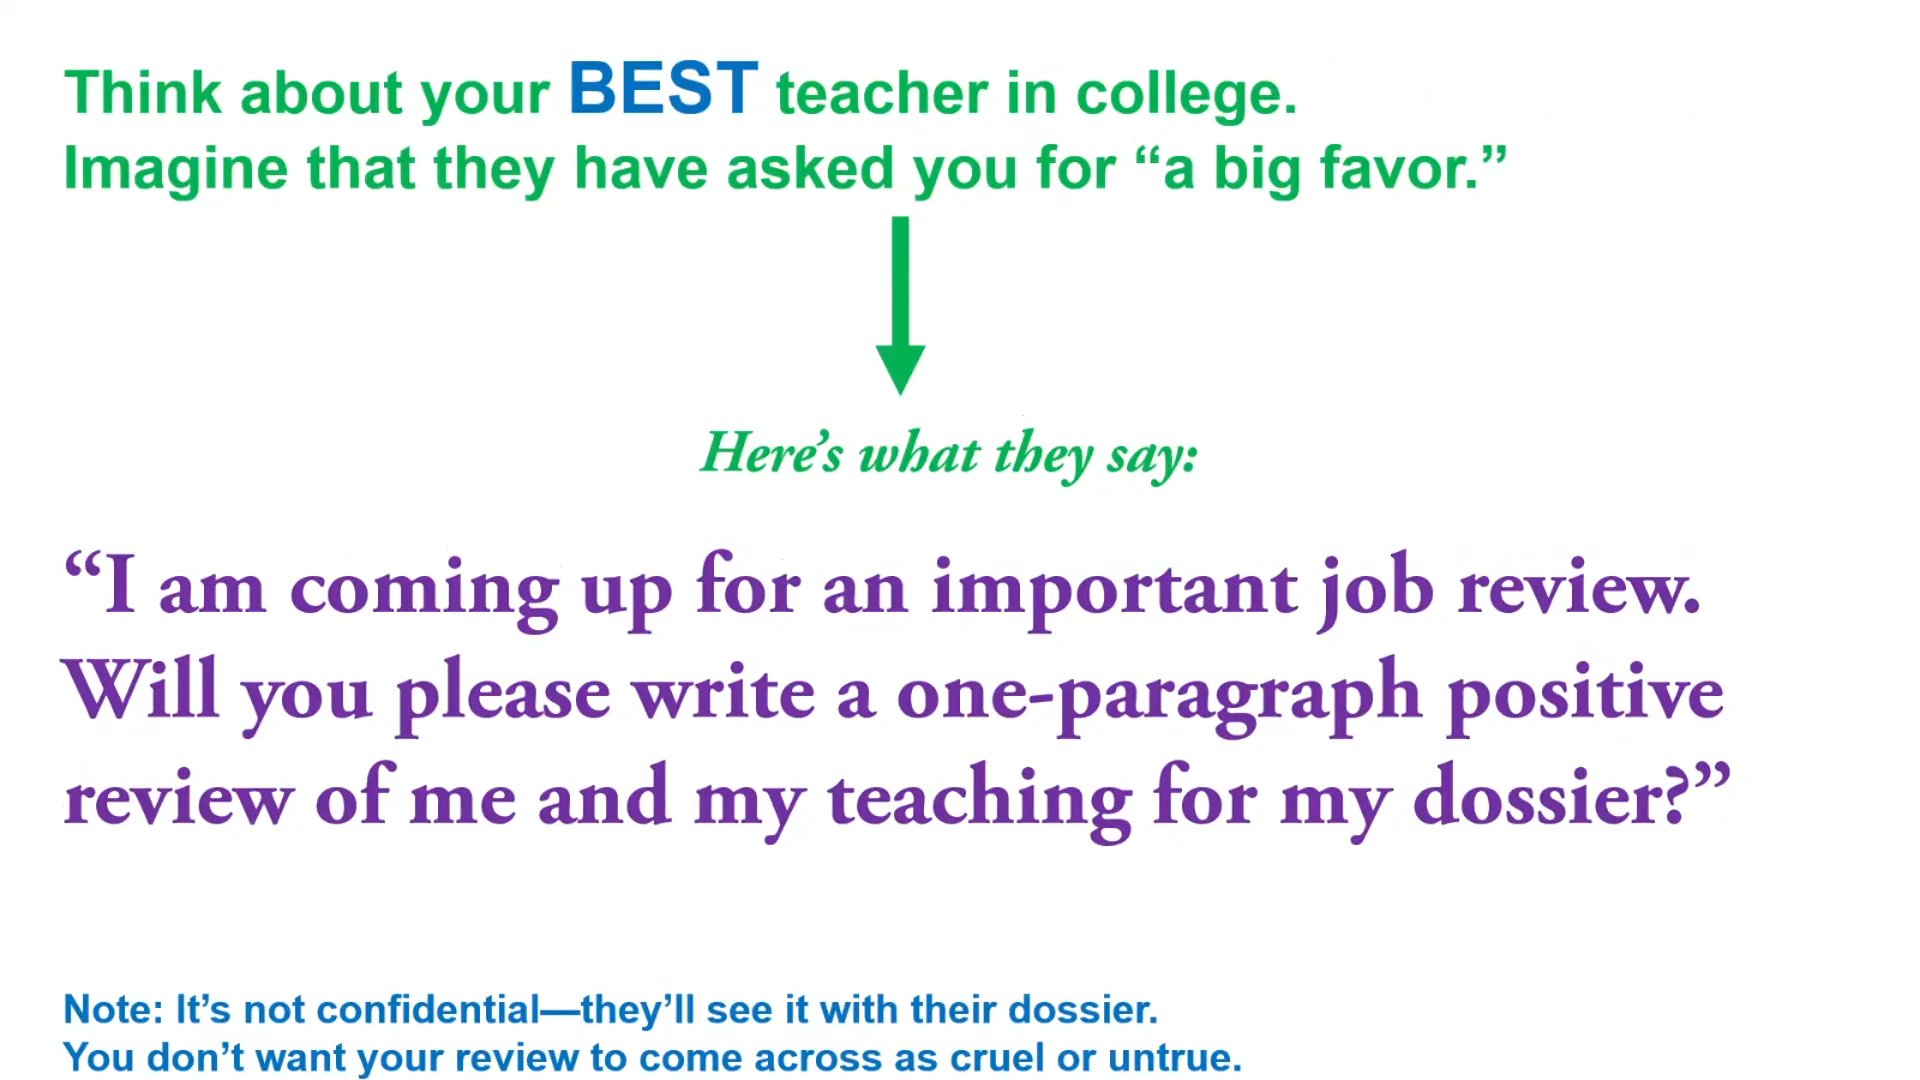 Think about your BEST teacher in college.
Imagine that they have asked you for “a big favor.”
Here’s what they say:
“I am coming up for an important job review.
Will you please write a one-paragraph positive
review of me and my teaching for my dossier?”
Note: It’s not confidential—they’ll see it with their dossier.
You don’t want your review to come across as cruel or untrue.